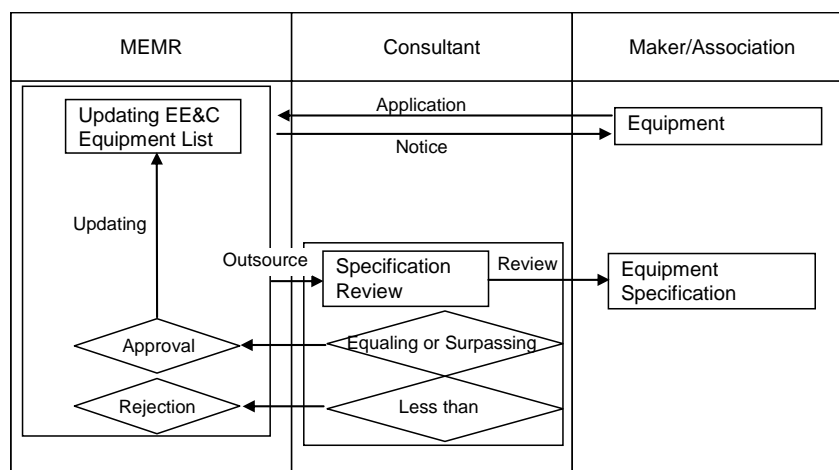 MEMR
Consultant
Maker/Association
Updating EE&C
Equipment List
Application
Notice
Equipment
Updating
Outsource
Specification
Review
Review
Equipment
Specification
Approval
Equaling or Surpassing
Rejection
Less than